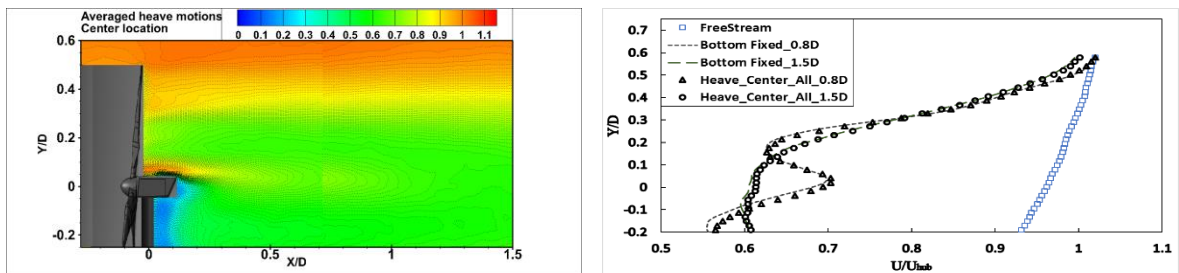 Averaged heave motions
Center location
0 0.1 0.2 0.3 0.4 0.5 0.6 0.7 0.8 0.9 1 1.1
0.6
0.4
0.2
0
-0.2
Y/D
0 0.5 1 1.5
X/D
0.7
0.6
0.5
0.4
0.3
0.2
0.1
0
-0.1
-0.2
Y/D
FreeStream
Bottom Fixed_0.8D
Bottom Fixed_1.5D
Heave_Center_All_0.8D
Heave_Center_All_1.5D
0.5 0.6 0.7 0.8 0.9 1 1.1
U/Uhub